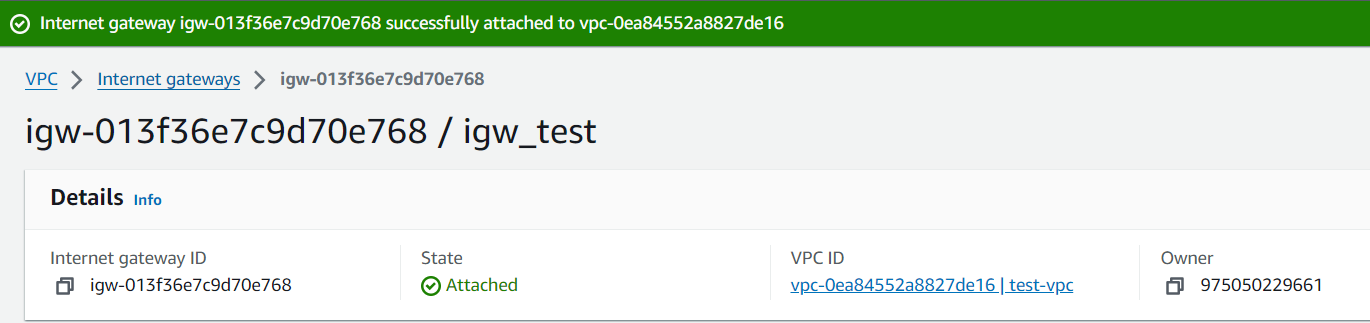 Internet gateway igw-013f36e7c9d70e768 successfully attached to vpc-0ea84552a8827de16
VPC > Internet gateways > igw-013f36e7c9d70e768
igw-013f36e7c9d70e768 / igw_test
Details Info
Internet gateway ID State VPC ID Owner
igw-013f36e7c9d70e768 Attached vpc-0ea84552a8827de16 | test-vpc 975050229661